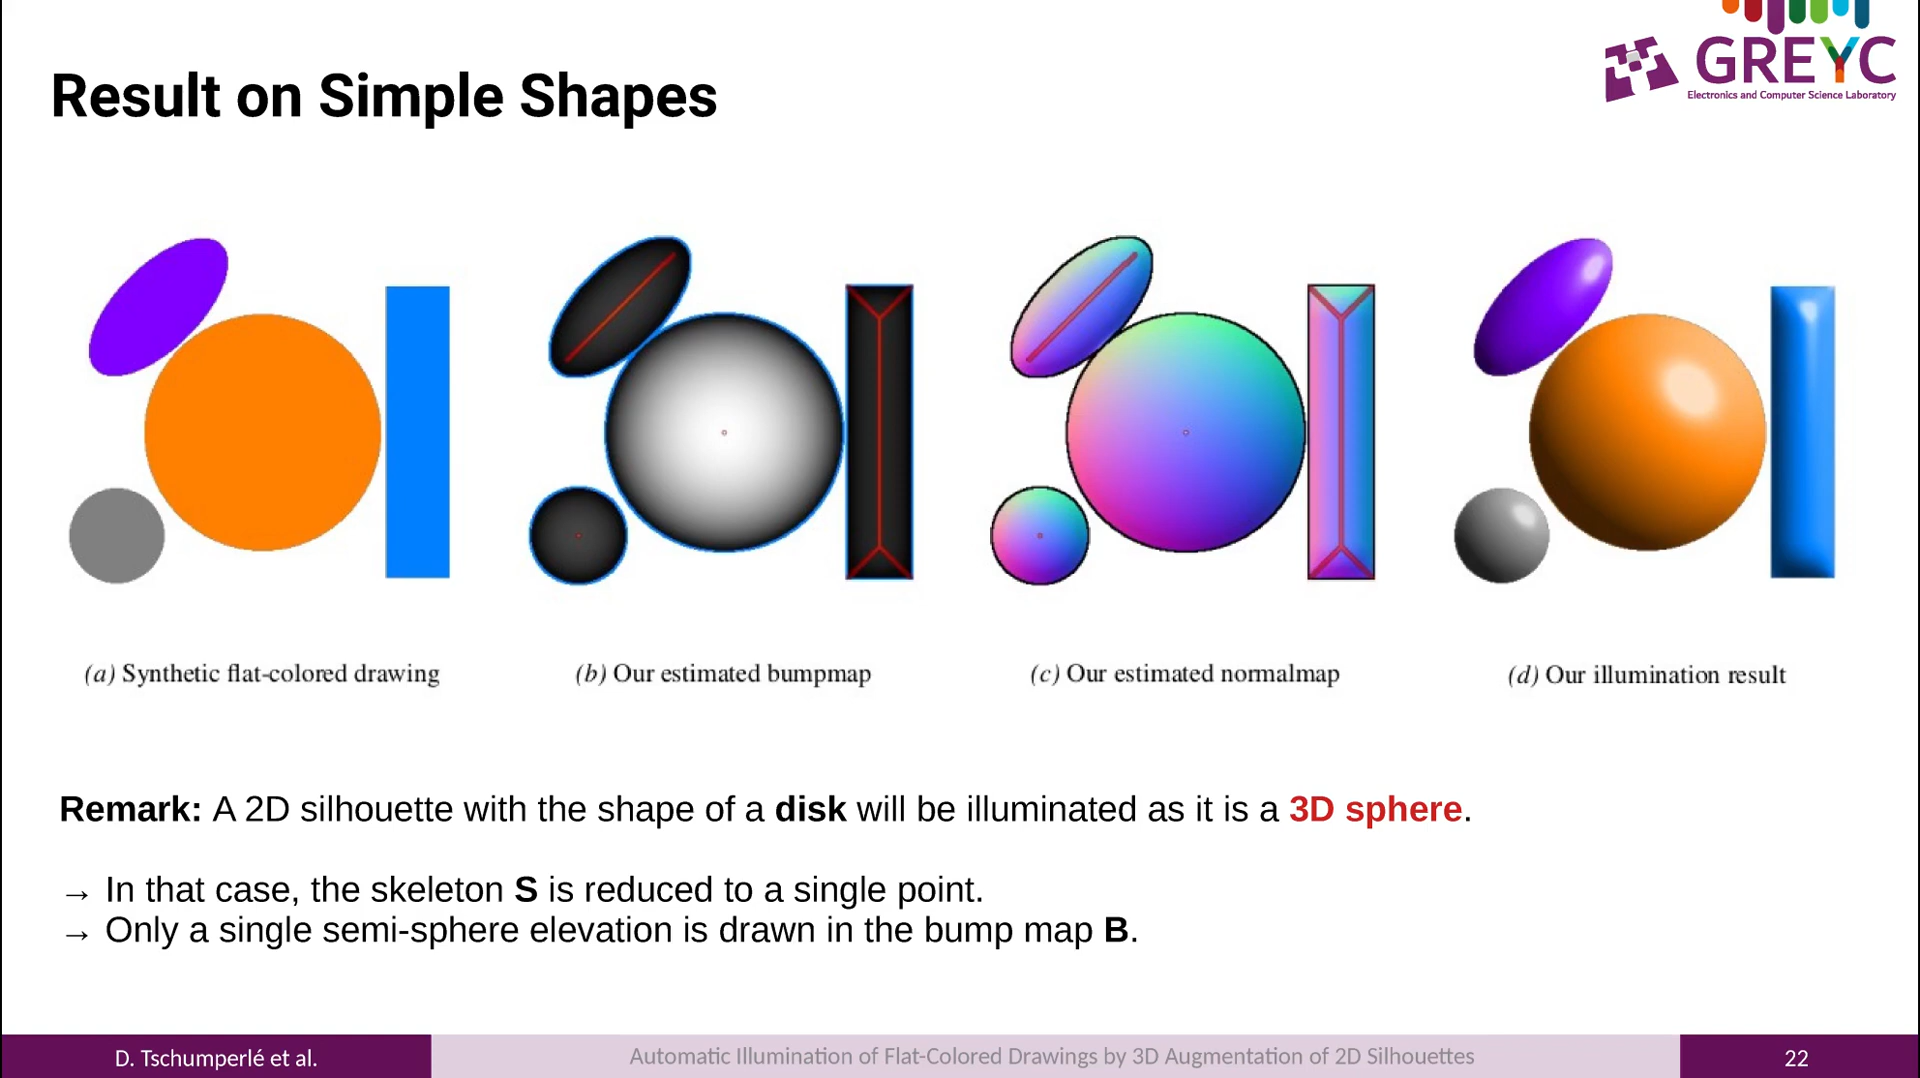 GREYC
Electronics and Computer Science Laboratory
Result on Simple Shapes
(a) Synthetic flat-colored drawing
(b) Our estimated bumpmap
(c) Our estimated normalmap
(d) Our illumination result
Remark: A 2D silhouette with the shape of a disk will be illuminated as it is a 3D sphere.
→ In that case, the skeleton S is reduced to a single point.
→ Only a single semi-sphere elevation is drawn in the bump map B.
D. Tschumperlé et al.
Automatic Illumination of Flat-Colored Drawings by 3D Augmentation of 2D Silhouettes
22